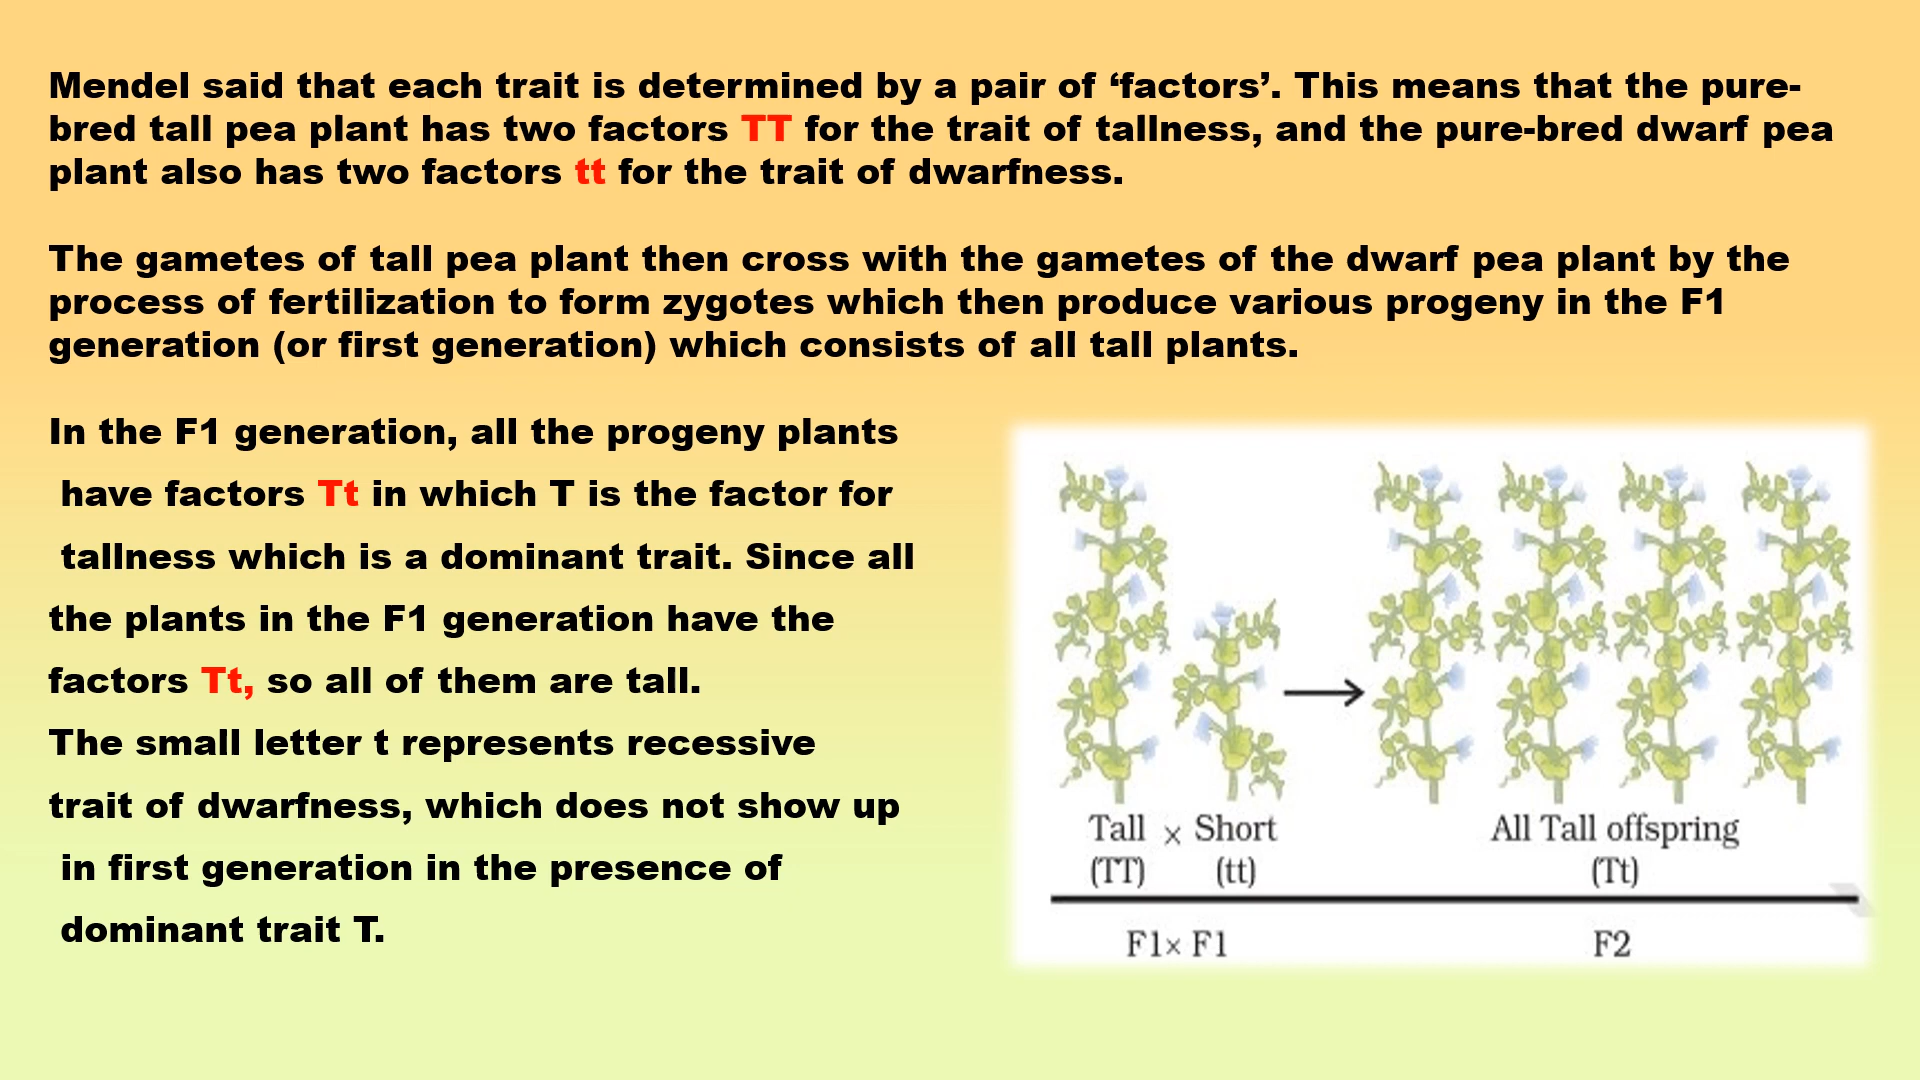 Mendel said that each trait is determined by a pair of ‘factors’. This means that the pure-
bred tall pea plant has two factors TT for the trait of tallness, and the pure-bred dwarf pea
plant also has two factors tt for the trait of dwarfness.
The gametes of tall pea plant then cross with the gametes of the dwarf pea plant by the
process of fertilization to form zygotes which then produce various progeny in the F1
generation (or first generation) which consists of all tall plants.
In the F1 generation, all the progeny plants
have factors Tt in which T is the factor for
tallness which is a dominant trait. Since all
the plants in the F1 generation have the
factors Tt, so all of them are tall.
The small letter t represents recessive
trait of dwarfness, which does not show up
in first generation in the presence of
dominant trait T.
Tall × Short
(TT) (tt)
All Tall offspring
(Tt)
F1× F1
F2